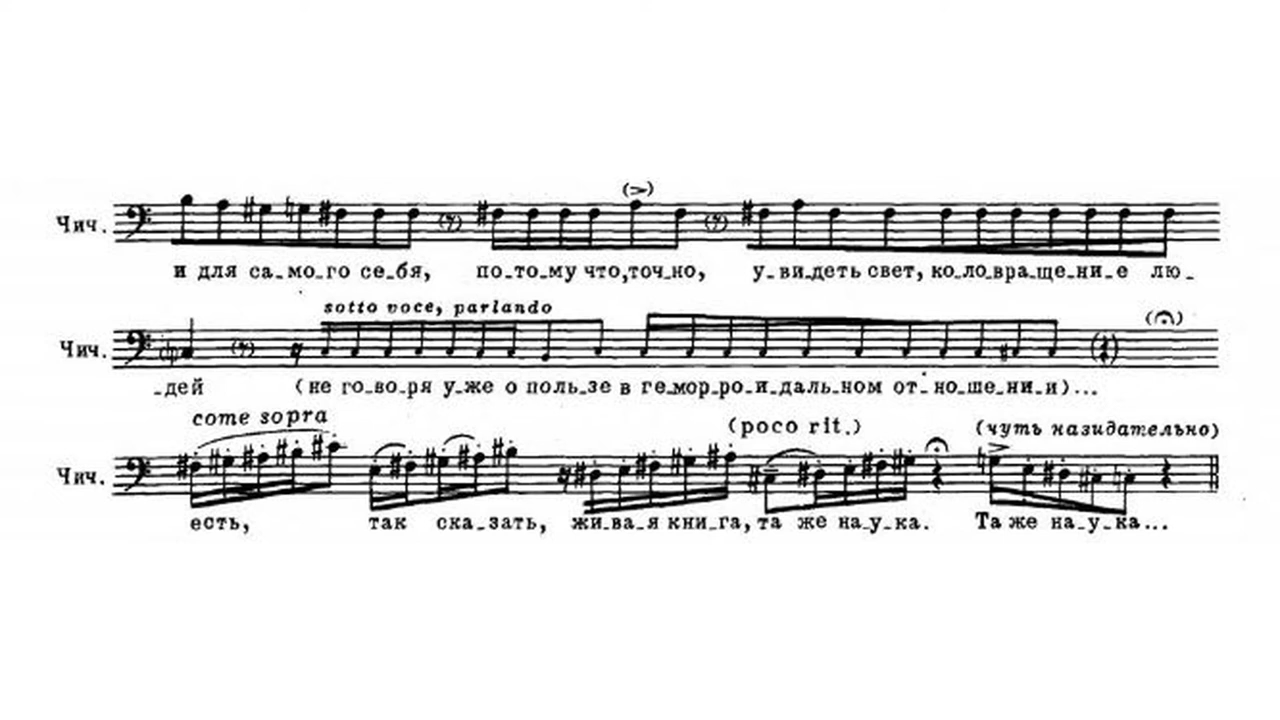 Чич. и для са_мо_го се_бя, по_то_му что,точ_но, у_ви_деть свет, ко_ло_вра_ще_ни_е лю_
sotto voce, parlando
Чич. _дей (не го_во_ря у_же о поль_зе в ге_мор_ро_и_даль_ном от_но_ше_ни_и)...
come sopra (poco rit.) (чуть назидательно)
Чич. есть, так ска_зать, жи_ва_я кни_га, та же на_у_ка. Та же на_у_ка...